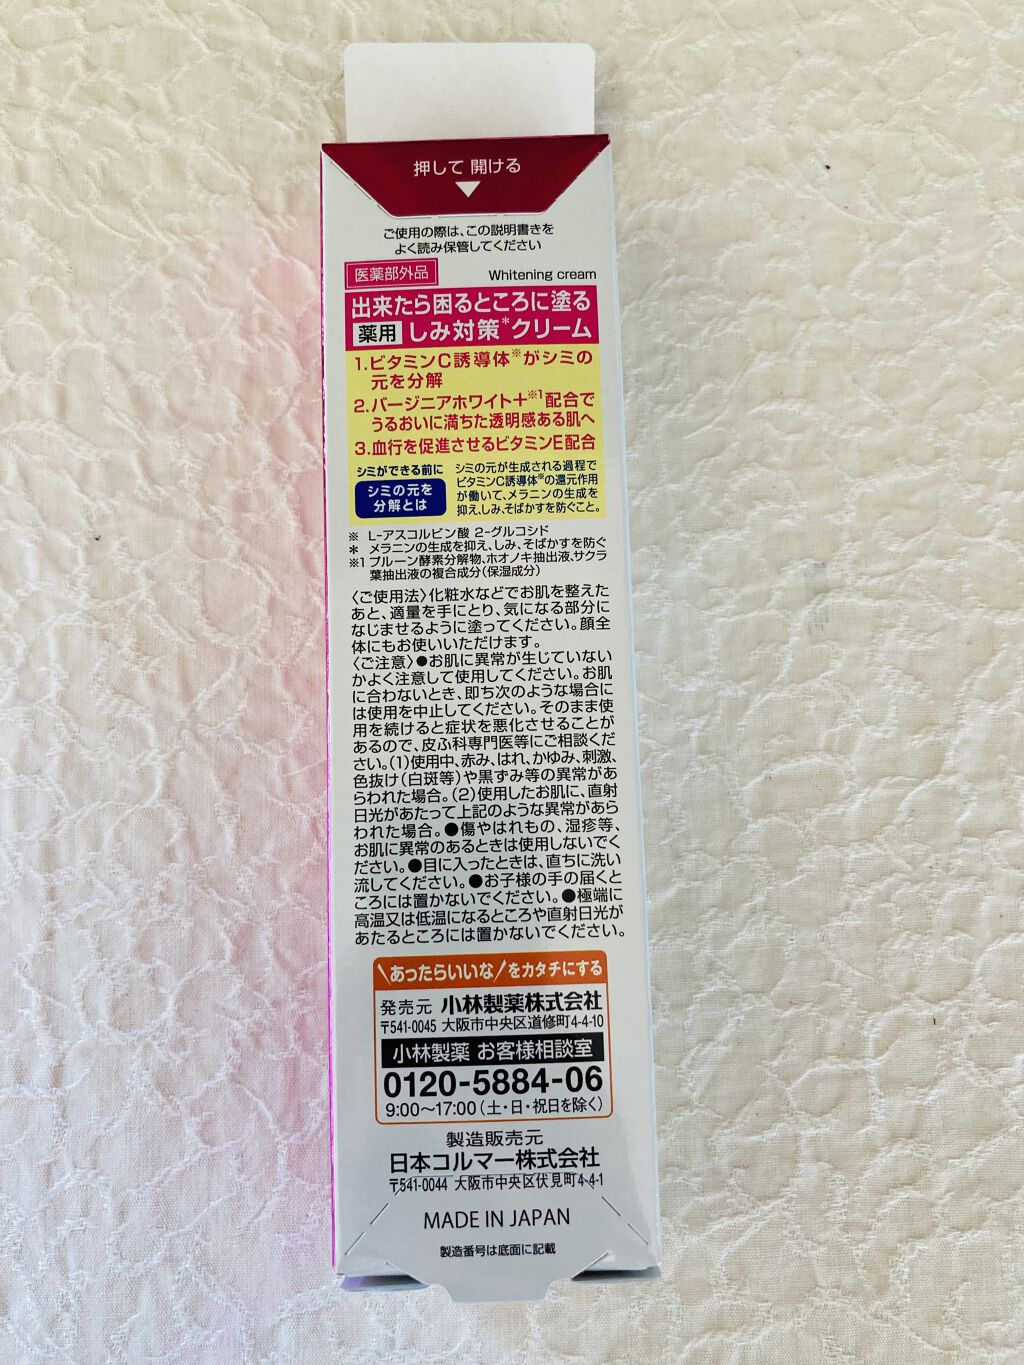 押して 開ける
ご使用の際は、この説明書きを
よく読み保管してください
医薬部外品
Whitening cream
出来たら困るところに塗る
薬用 しみ対策*クリーム
1.ビタミンC誘導体※がシミの
元を分解
2.バージニアホワイト+※1配合で
うるおいに満ちた透明感ある肌へ
3.血行を促進させるビタミンE配合
シミができる前に
シミの元を
分解とは
シミの元が生成される過程で
ビタミンC誘導体※の還元作用
が働いて、メラニンの生成を
抑え、しみ、そばかすを防ぐこと。
※ L-アスコルビン酸 2-グルコシド
* メラニンの生成を抑え、しみ、そばかすを防ぐ
※1 プルーン酵素分解物、ホオノキ抽出液、サクラ
葉抽出液の複合成分(保湿成分)
〈ご使用法〉化粧水などでお肌を整えた
あと、適量を手にとり、気になる部分に
なじませるように塗ってください。顔全
体にもお使いいただけます。
〈ご注意〉●お肌に異常が生じていない
かよく注意して使用してください。お肌
に合わないとき、即ち次のような場合に
は使用を中止してください。そのまま使
用を続けると症状を悪化させることが
あるので、皮ふ科専門医等にご相談くだ
さい。(1)使用中、赤み、はれ、かゆみ、刺激、
色抜け(白斑等)や黒ずみ等の異常があ
らわれた場合。(2)使用したお肌に、直射
日光があたって上記のような異常があら
われた場合。●傷やはれもの、湿疹等、
お肌に異常のあるときは使用しないでく
ださい。●目に入ったときは、直ちに洗い
流してください。●お子様の手の届くと
ころには置かないでください。●極端に
高温又は低温になるところや直射日光が
あたるところには置かないでください。
\あったらいいな/をカタチにする
発売元 小林製薬株式会社
〒541-0045 大阪市中央区道修町4-4-10
小林製薬 お客様相談室
0120-5884-06
9:00〜17:00(土・日・祝日を除く)
製造販売元
日本コルマー株式会社
〒541-0044 大阪市中央区伏見町4-4-1
MADE IN JAPAN
製造番号は底面に記載